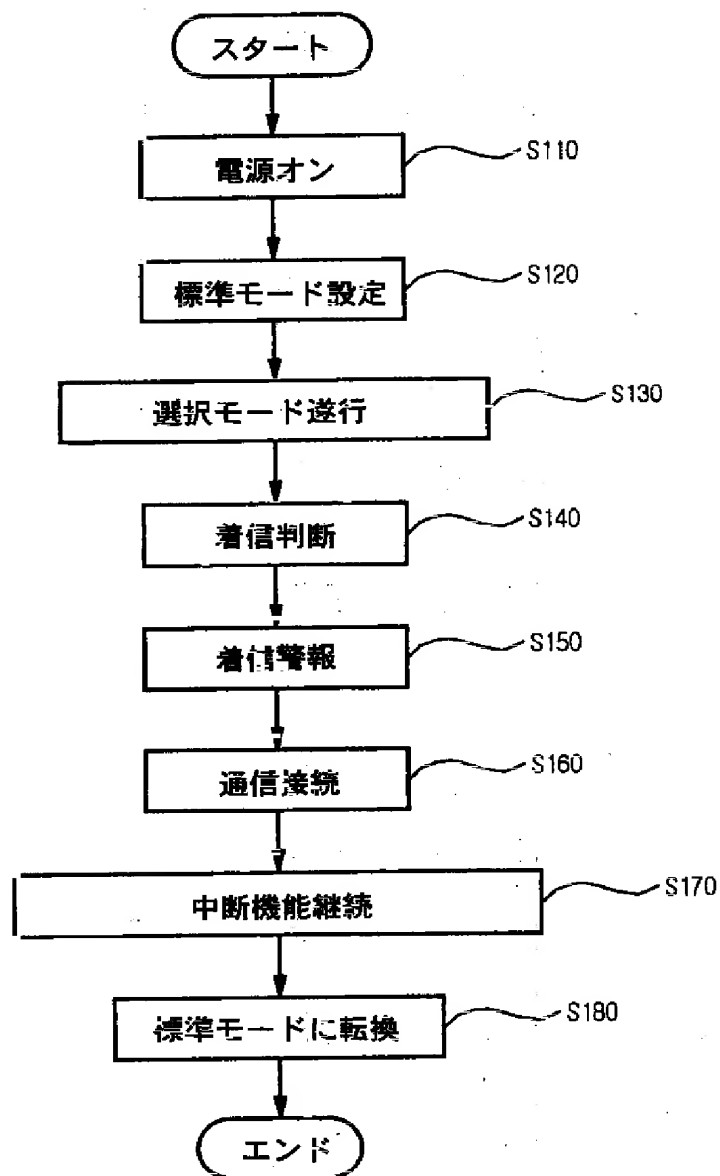 スタート
電源オン S110
標準モード設定 S120
選択モード遂行 S130
着信判断 S140
着信警報 S150
通信接続 S160
中断機能継続 S170
標準モードに転換 S180
エンド